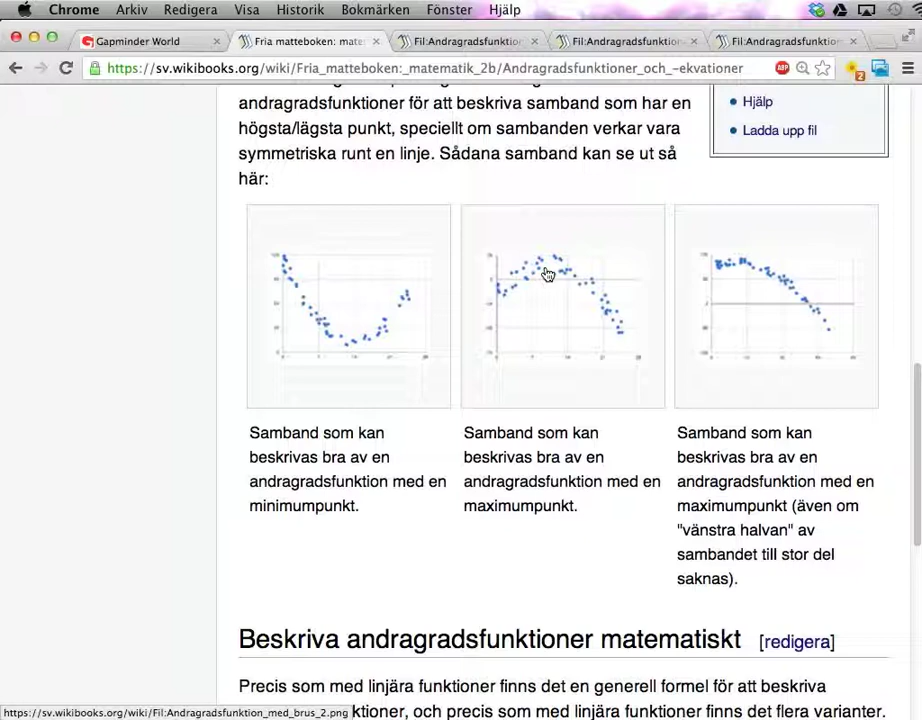 Chrome Arkiv Redigera Visa Historik Bokmärken Fönster Hjälp
Gapminder World
Fria matteboken: mate
Fil:Andragradsfunktio
Fil:Andragradsfunktion
Fil:Andragradsfunktion
https://sv.wikibooks.org/wiki/Fria_matteboken:_matematik_2b/Andragradsfunktioner_och_-ekvationer
ABP
2
andragradsfunktioner för att beskriva samband som har en
högsta/lägsta punkt, speciellt om sambanden verkar vara
symmetriska runt en linje. Sådana samband kan se ut så
här:
Hjälp
Ladda upp fil
Samband som kan
beskrivas bra av en
andragradsfunktion med en
minimumpunkt.
Samband som kan
beskrivas bra av en
andragradsfunktion med en
maximumpunkt.
Samband som kan
beskrivas bra av en
andragradsfunktion med en
maximumpunkt (även om
"vänstra halvan" av
sambandet till stor del
saknas).
Beskriva andragradsfunktioner matematiskt [redigera]
Precis som med linjära funktioner finns det en generell formel för att beskriva
ktioner, och precis som med linjära funktioner finns det flera varianter.
https://sv.wikibooks.org/wiki/Fil:Andragradsfunktion_med_brus_2.png